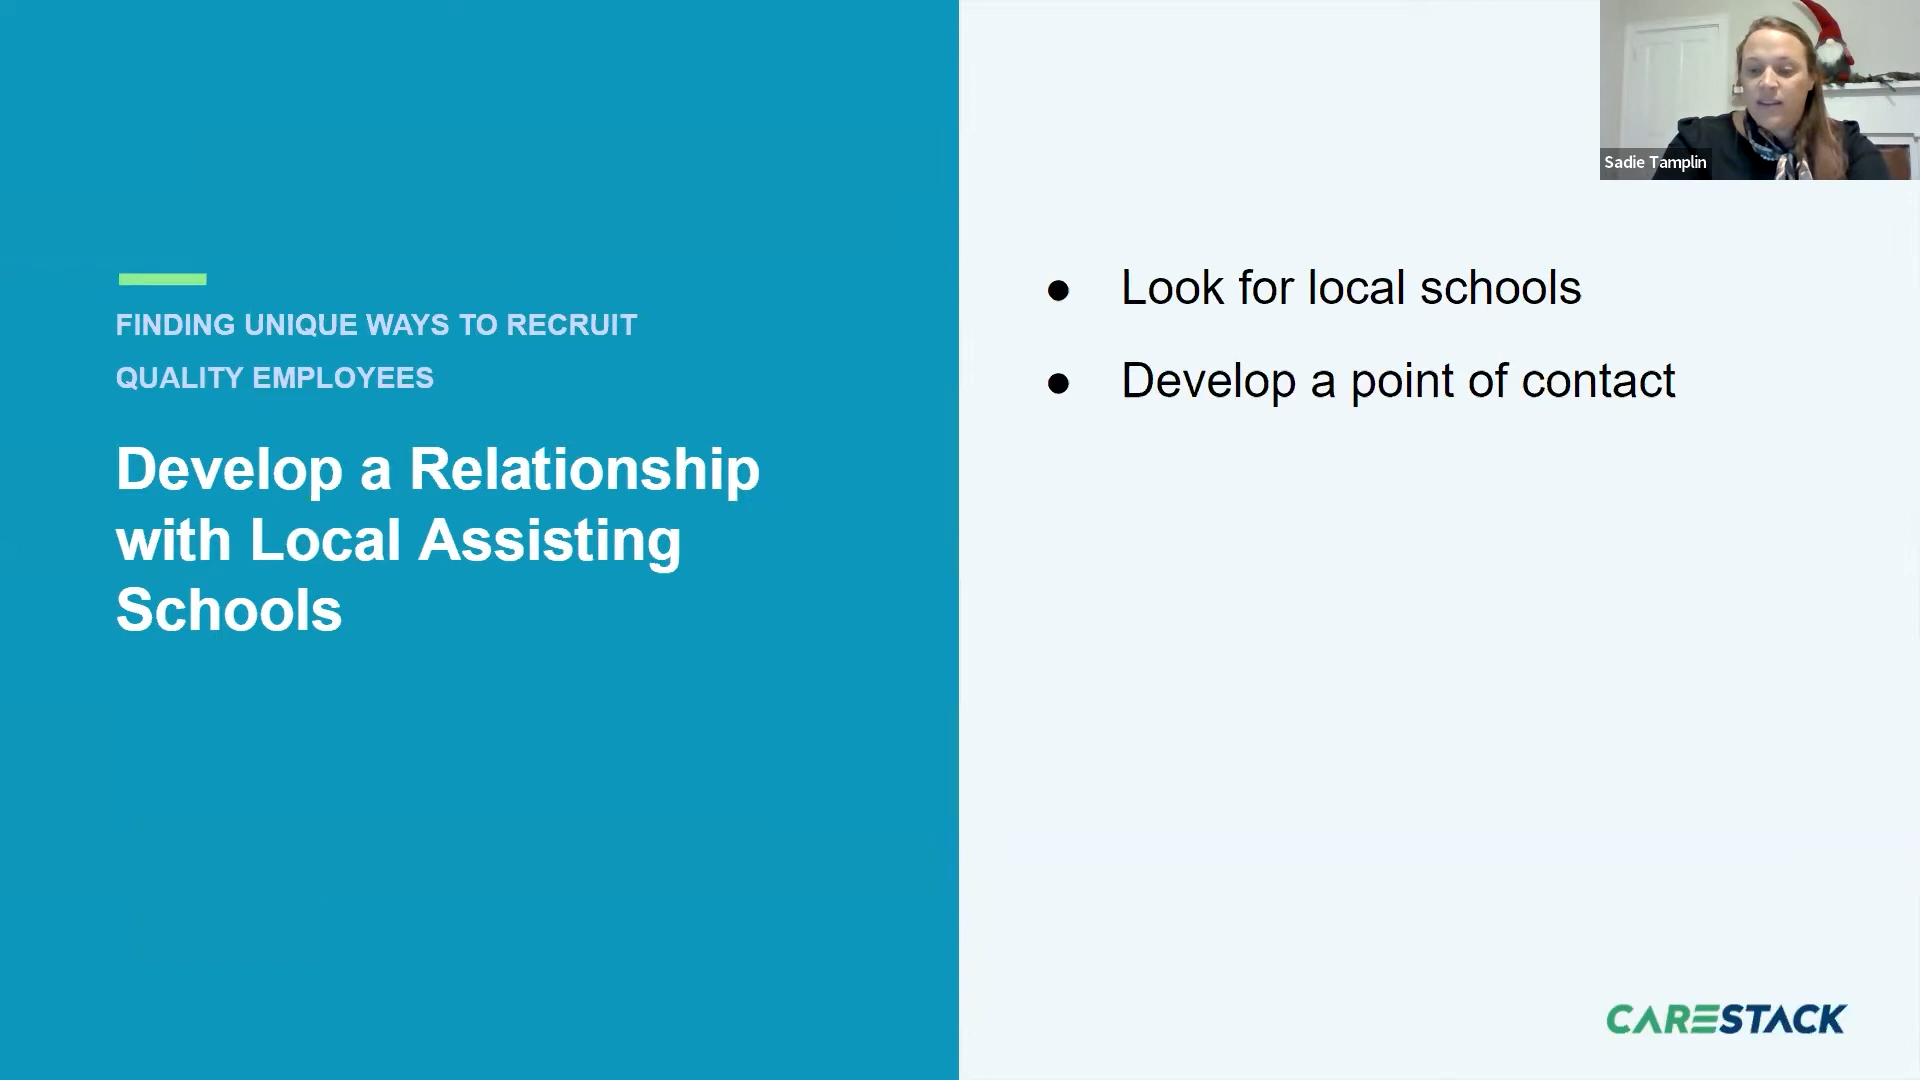 FINDING UNIQUE WAYS TO RECRUIT
QUALITY EMPLOYEES
Develop a Relationship
with Local Assisting
Schools
● Look for local schools
● Develop a point of contact
Sadie Tamplin
CARESTACK